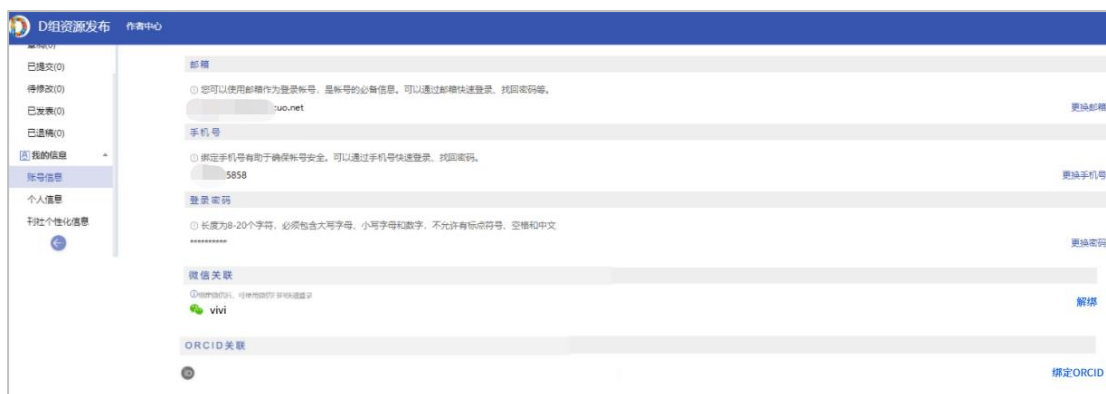 D组资源发布 作者中心
已提交(0)
待修改(0)
已发表(0)
已退稿(0)
我的信息
账号信息
个人信息
刊社个性化信息
邮箱
您可以使用邮箱作为登录帐号，是帐号的必备信息。可以通过邮箱快速登录、找回密码等。
uo.net
更换邮箱
手机号
绑定手机号有助于确保帐号安全。可以通过手机号快速登录、找回密码。
5858
更换手机号
登录密码
长度为8-20个字符，必须包含大写字母、小写字母和数字，不允许有标点符号、空格和中文
**********
更换密码
微信关联
vivi
解绑
ORCID关联
iD
绑定ORCID